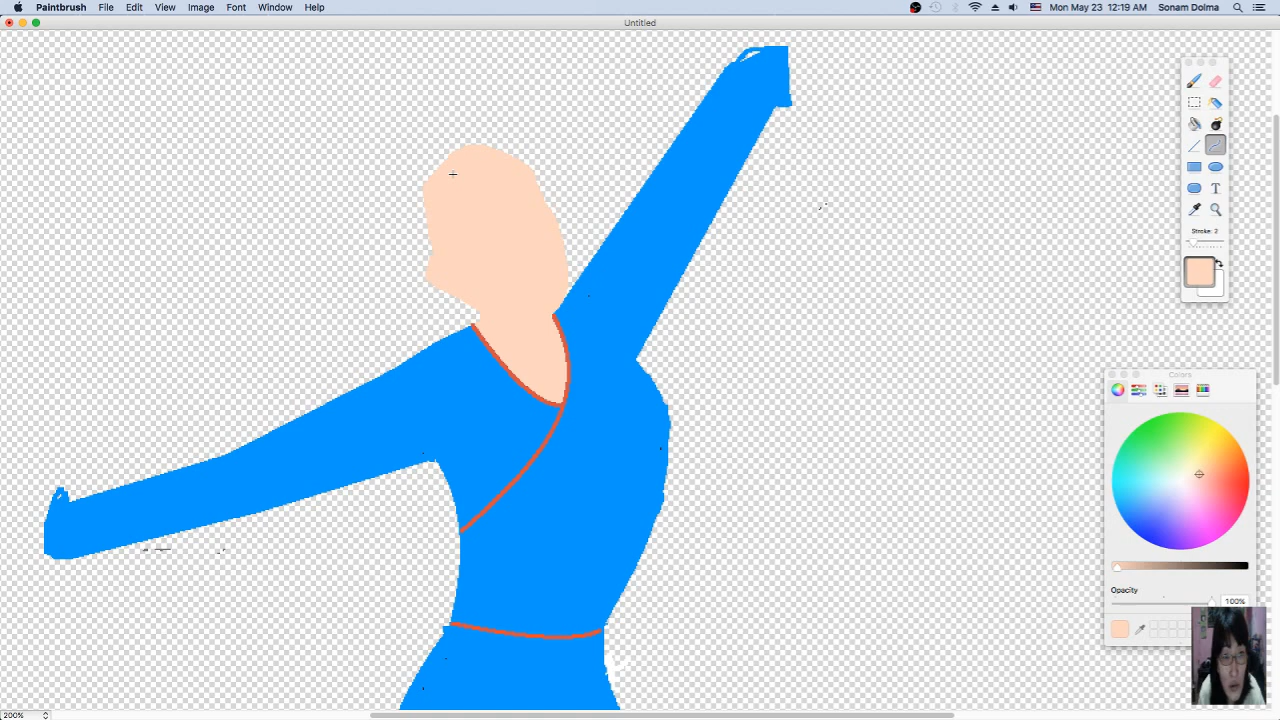 Paintbrush File Edit View Image Font Window Help Mon May 23 12:19 AM Sonam Dolma
Untitled
T
Stroke: 2
Colors
Opacity
100%
200%